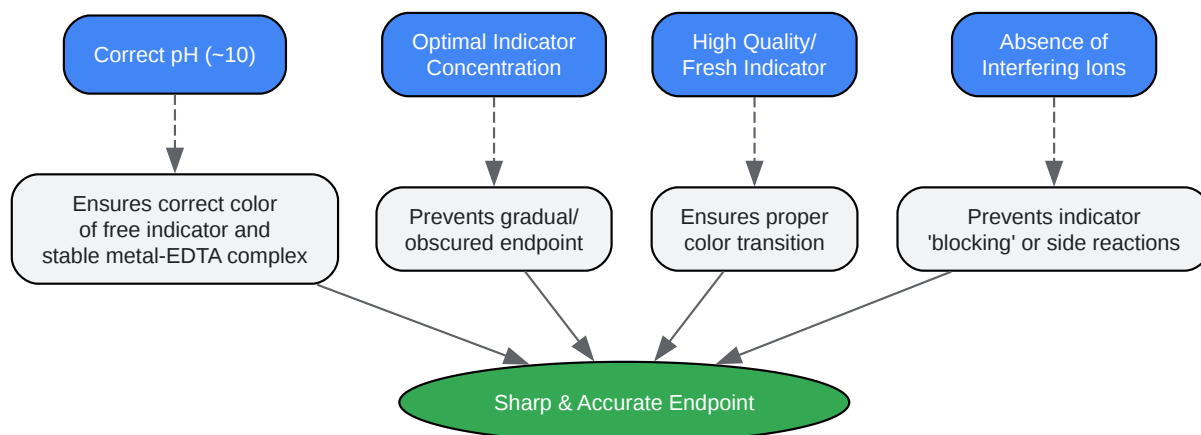 Correct pH (~10)
Optimal Indicator
Concentration
High Quality/
Fresh Indicator
Absence of
Interfering Ions
Ensures correct color
of free indicator and
stable metal-EDTA complex
Prevents gradual/
obscured endpoint
Ensures proper
color transition
Prevents indicator
'blocking' or side reactions
Sharp & Accurate Endpoint